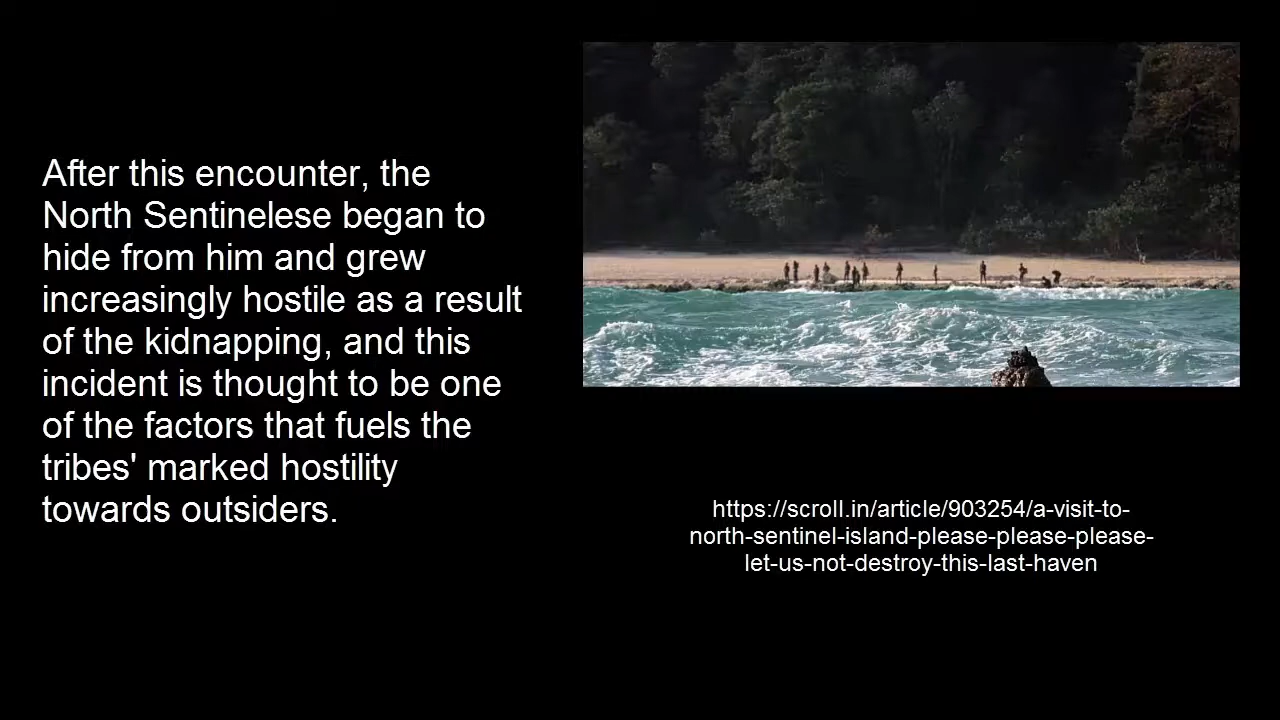 After this encounter, the
North Sentinelese began to
hide from him and grew
increasingly hostile as a result
of the kidnapping, and this
incident is thought to be one
of the factors that fuels the
tribes' marked hostility
towards outsiders.
https://scroll.in/article/903254/a-visit-to-
north-sentinel-island-please-please-please-
let-us-not-destroy-this-last-haven